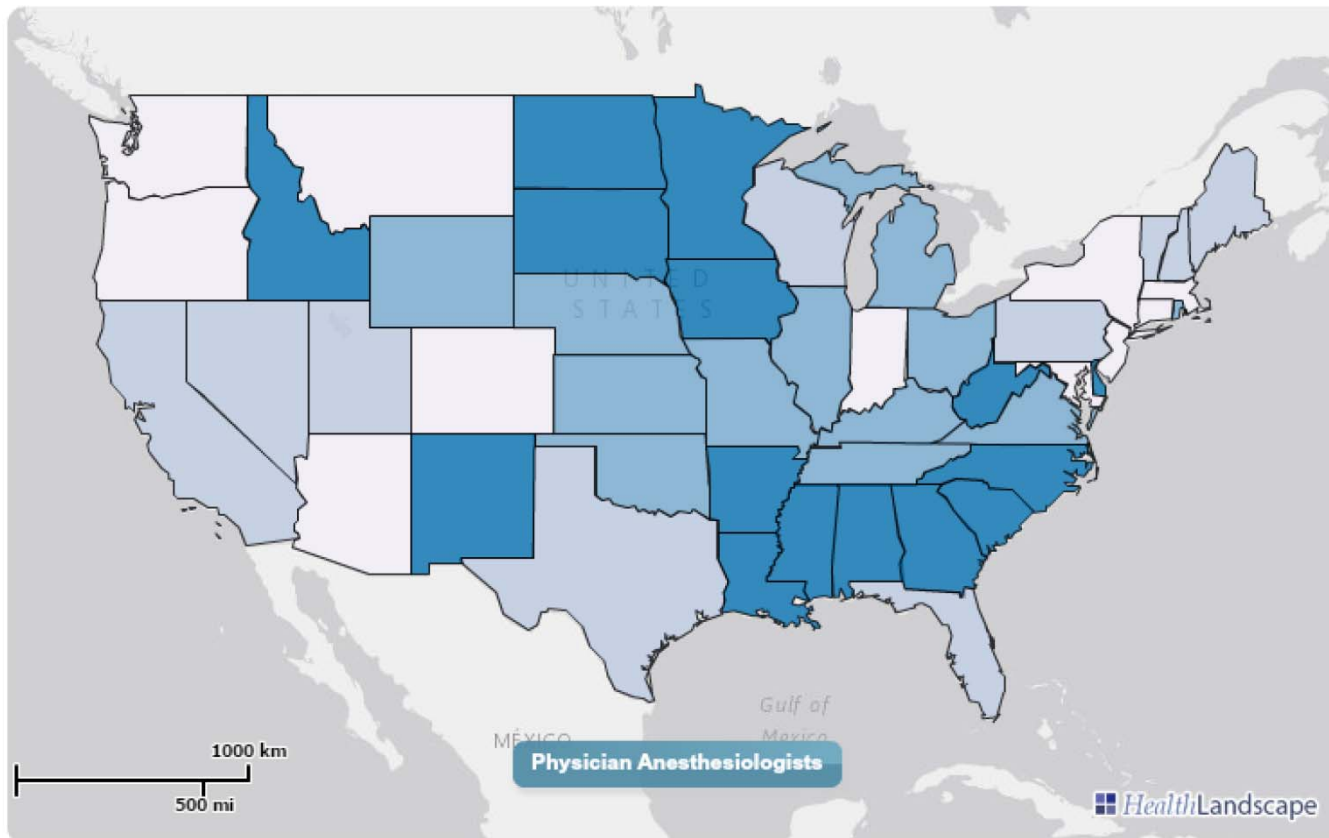 UNITED
STATES
Gulf of
Mexico
MÉXICO
Physician Anesthesiologists
1000 km
500 mi
HealthLandscape